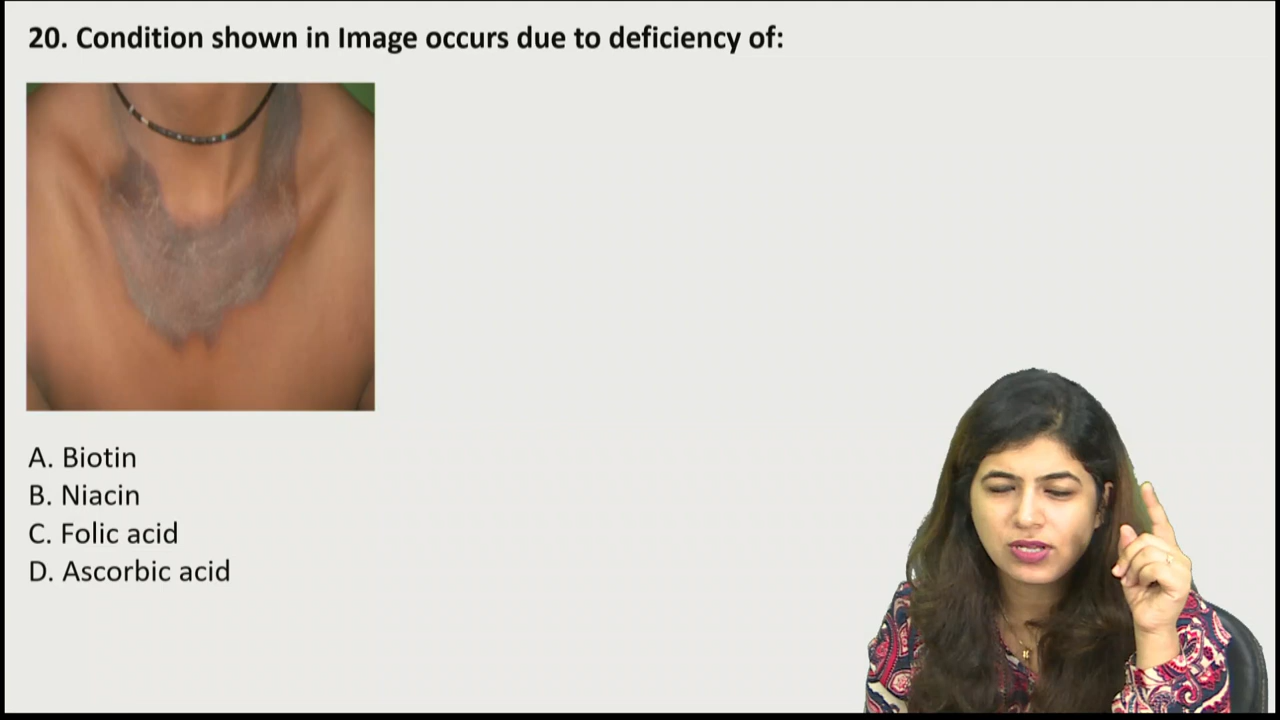 20. Condition shown in Image occurs due to deficiency of:
A. Biotin
B. Niacin
C. Folic acid
D. Ascorbic acid